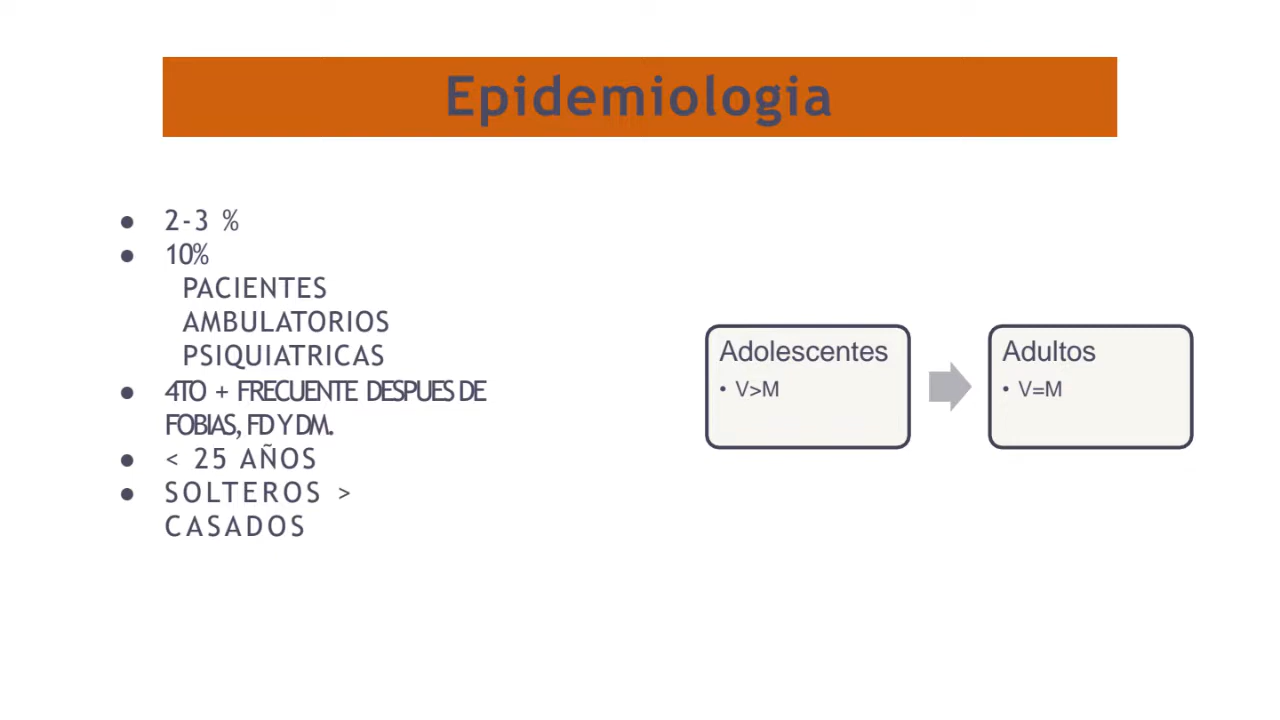 Epidemiologia
● 2-3 %
● 10%
PACIENTES
AMBULATORIOS
PSIQUIATRICAS
● 4TO + FRECUENTE DESPUES DE
FOBIAS, FD Y DM.
● < 25 AÑOS
● SOLTEROS >
CASADOS
Adolescentes
• V>M
Adultos
• V=M